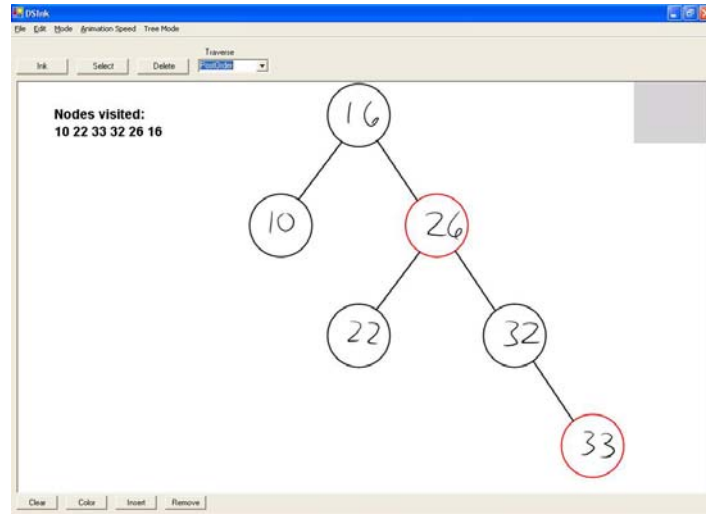 DSInk
File Edit Mode Animation Speed Tree Mode
Traverse
Ink Select Delete PostOrder
Nodes visited:
10 22 33 32 26 16
16
10 26
22 32
33
Clear Color Insert Remove